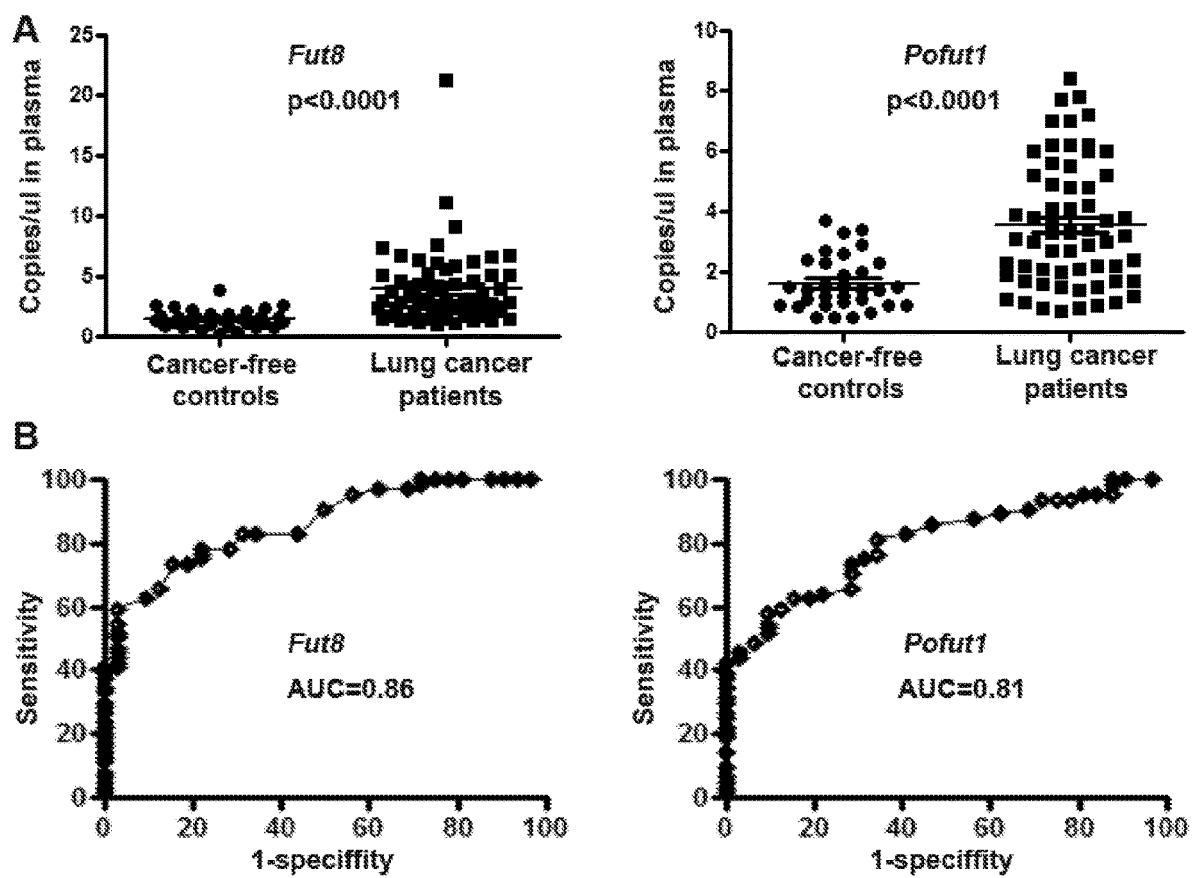 A
Fut8
p<0.0001
Copies/ul in plasma
25
20
15
10
5
0
Cancer-free
controls
Lung cancer
patients
Pofut1
p<0.0001
Copies/ul in plasma
10
8
6
4
2
0
Cancer-free
controls
Lung cancer
patients
B
Sensitivity
100
80
60
40
20
0
Fut8
AUC=0.86
0 20 40 60 80 100
1-speciffity
Sensitivity
100
80
60
40
20
0
Pofut1
AUC=0.81
0 20 40 60 80 100
1-speciffity